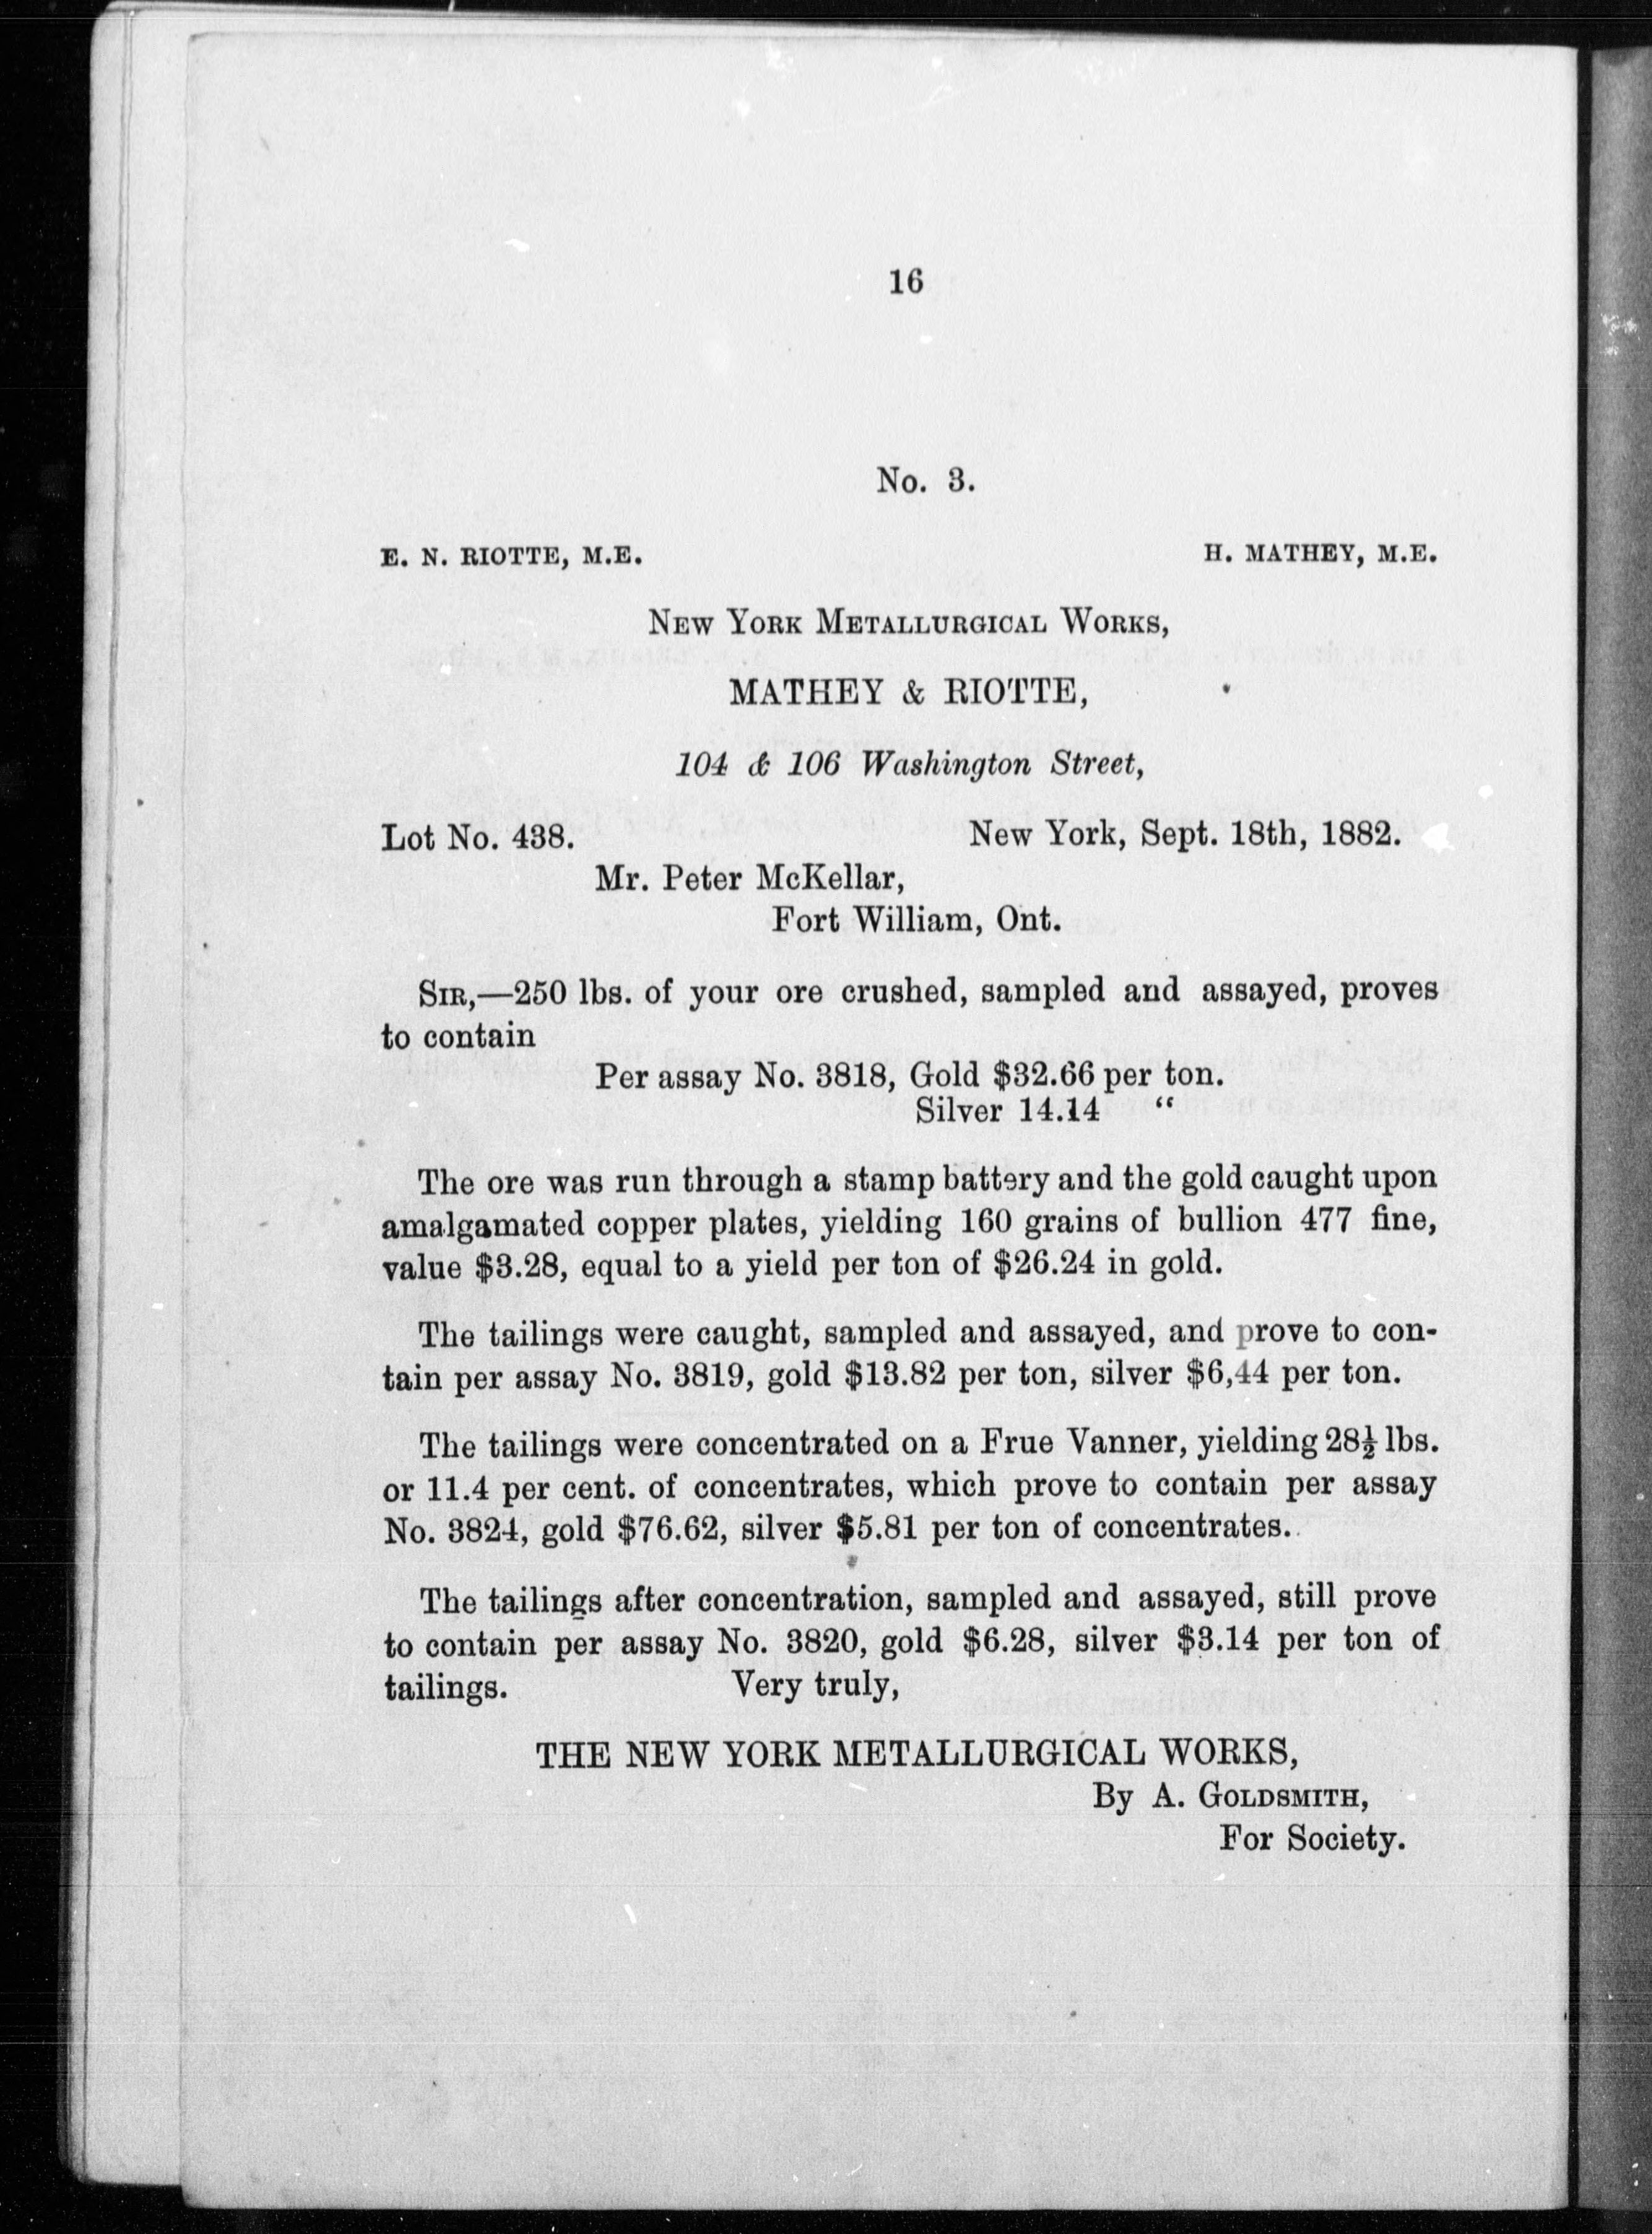 16
No. 3.
E. N. RIOTTE, M.E. H. MATHEY, M.E.
NEW YORK METALLURGICAL WORKS,
MATHEY & RIOTTE,
104 & 106 Washington Street,
Lot No. 438. New York, Sept. 18th, 1882.
Mr. Peter McKellar,
Fort William, Ont.
SIR,—250 lbs. of your ore crushed, sampled and assayed, proves
to contain
Per assay No. 3818, Gold $32.66 per ton.
Silver 14.14 “
The ore was run through a stamp battery and the gold caught upon
amalgamated copper plates, yielding 160 grains of bullion 477 fine,
value $3.28, equal to a yield per ton of $26.24 in gold.
The tailings were caught, sampled and assayed, and prove to con-
tain per assay No. 3819, gold $13.82 per ton, silver $6,44 per ton.
The tailings were concentrated on a Frue Vanner, yielding 28½ lbs.
or 11.4 per cent. of concentrates, which prove to contain per assay
No. 3824, gold $76.62, silver $5.81 per ton of concentrates.
The tailings after concentration, sampled and assayed, still prove
to contain per assay No. 3820, gold $6.28, silver $3.14 per ton of
tailings. Very truly,
THE NEW YORK METALLURGICAL WORKS,
By A. GOLDSMITH,
For Society.